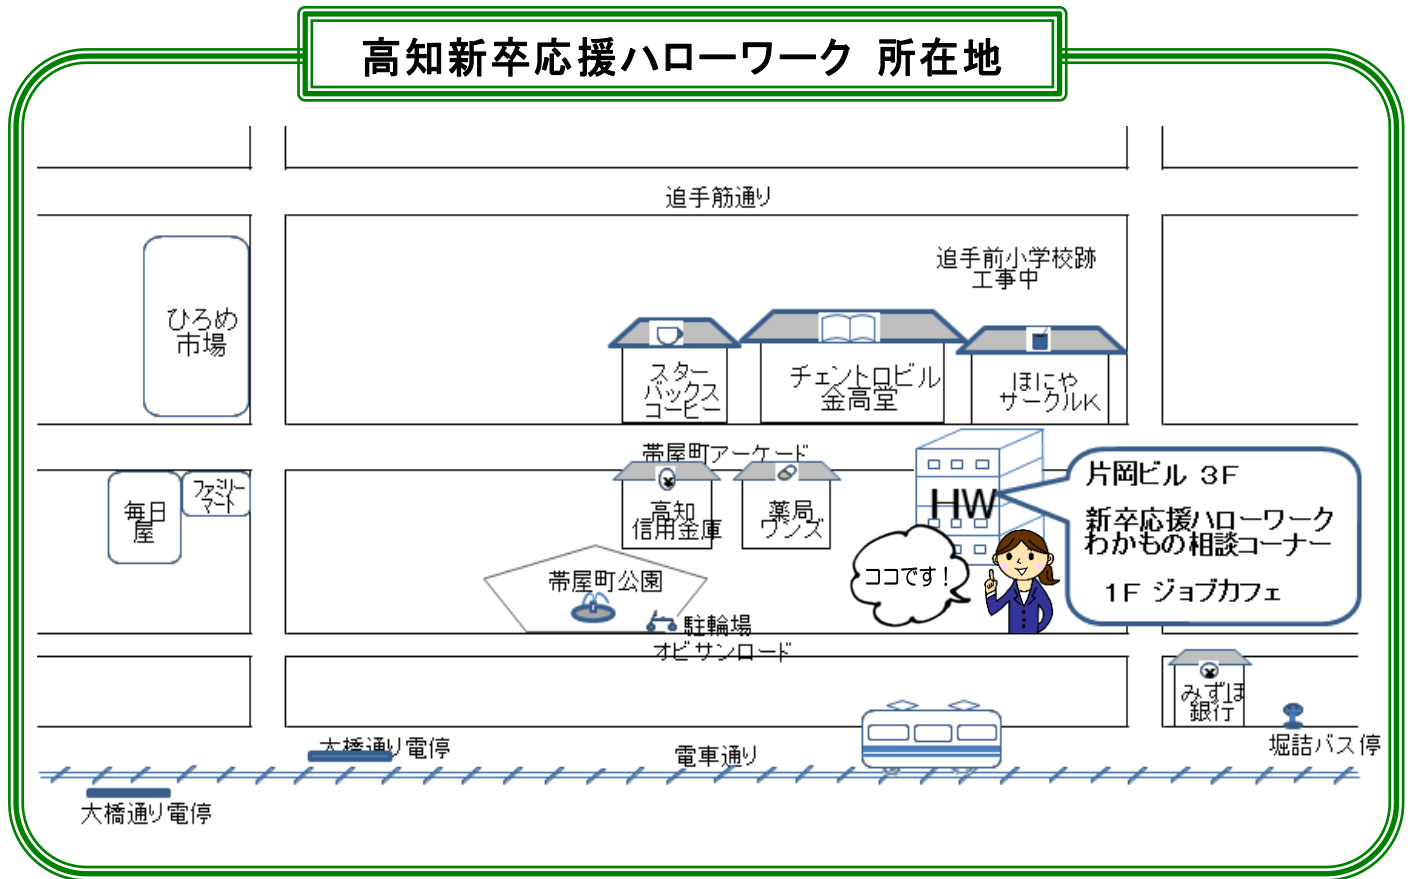 高知新卒応援ハローワーク 所在地
追手筋通り
追手前小学校跡
工事中
ひろめ
市場
スター
バックス
コーヒー
チェントロビル
金高堂
ほにや
サークルK
帯屋町アーケード
毎日
屋
ファミリー
マート
高知
信用金庫
薬局
ワンズ
HW
片岡ビル 3F
新卒応援ハローワーク
わかもの相談コーナー
1F ジョブカフェ
ココです!
帯屋町公園
駐輪場
オビサンロード
みずほ
銀行
堀詰バス停
大橋通り電停
電車通り
大橋通り電停